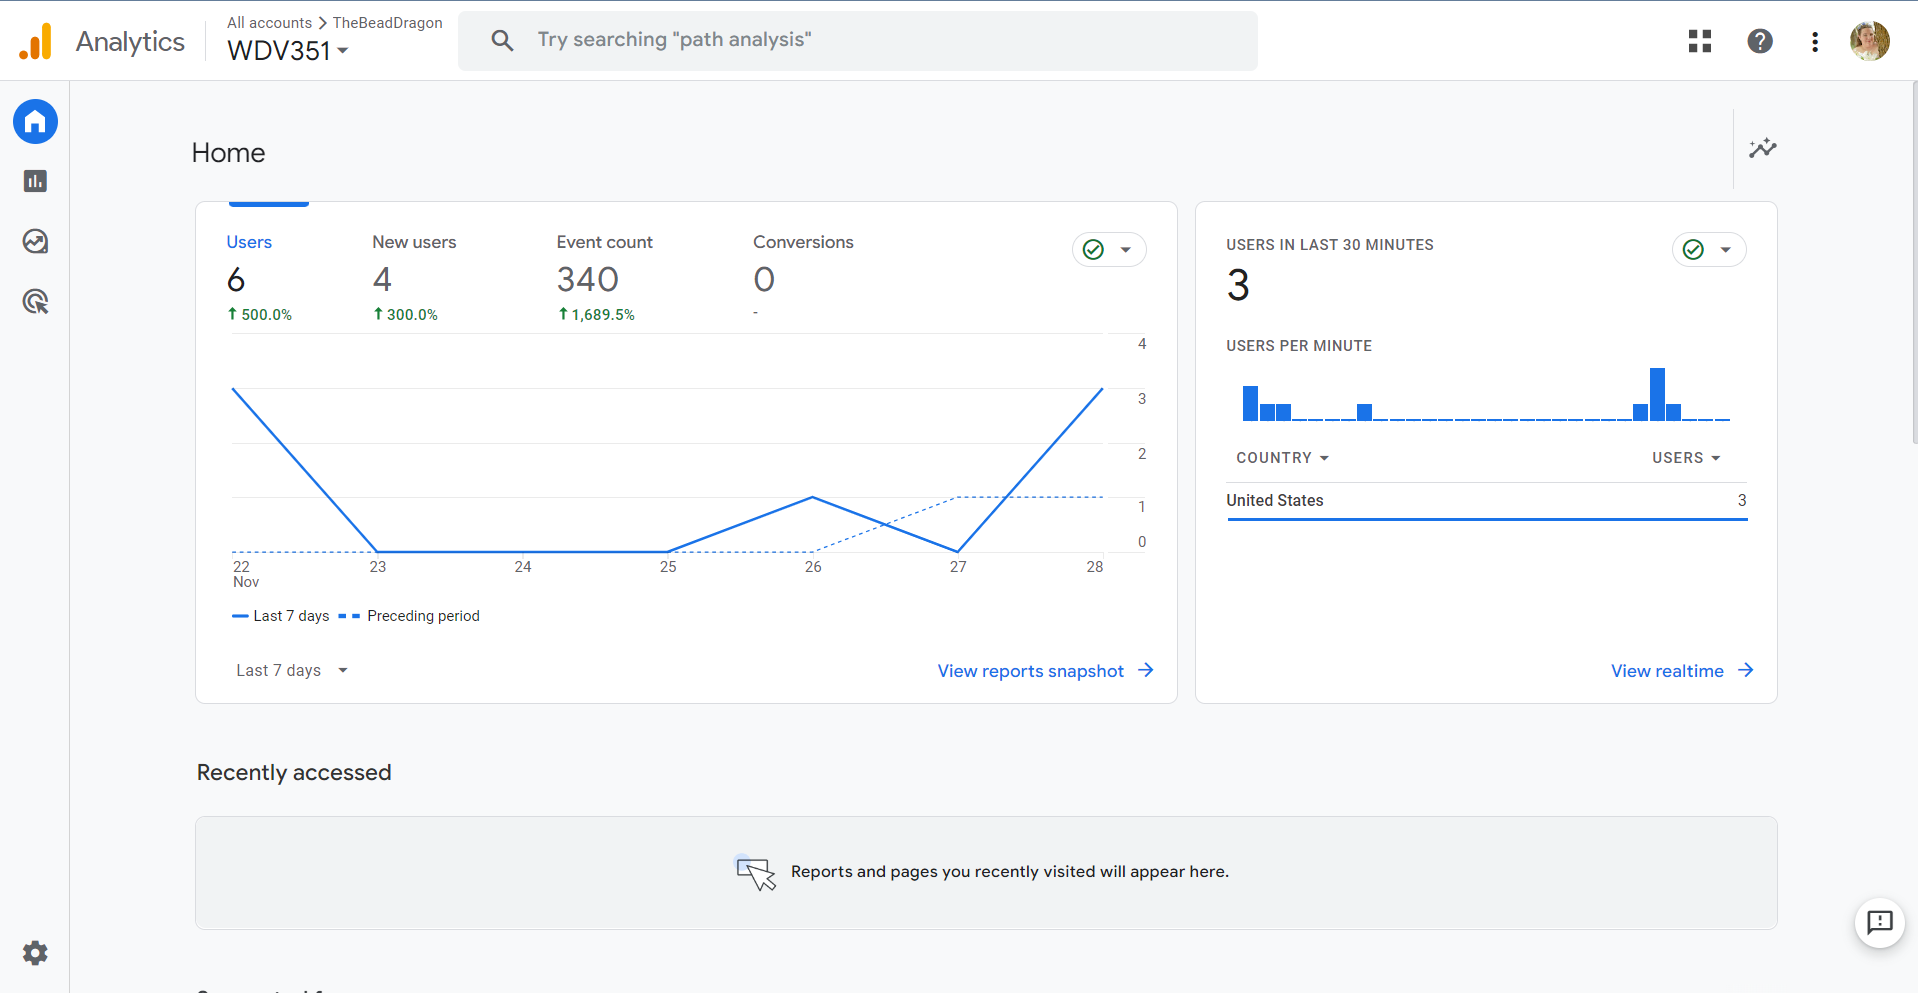 Analytics
All accounts > TheBeadDragon
WDV351
Try searching "path analysis"
Home
Users
6
500.0%
New users
4
300.0%
Event count
340
1,689.5%
Conversions
0
-
4
3
2
1
0
22
Nov
23
24
25
26
27
28
Last 7 days
Preceding period
Last 7 days
View reports snapshot
USERS IN LAST 30 MINUTES
3
USERS PER MINUTE
COUNTRY
USERS
United States
3
View realtime
Recently accessed
Reports and pages you recently visited will appear here.